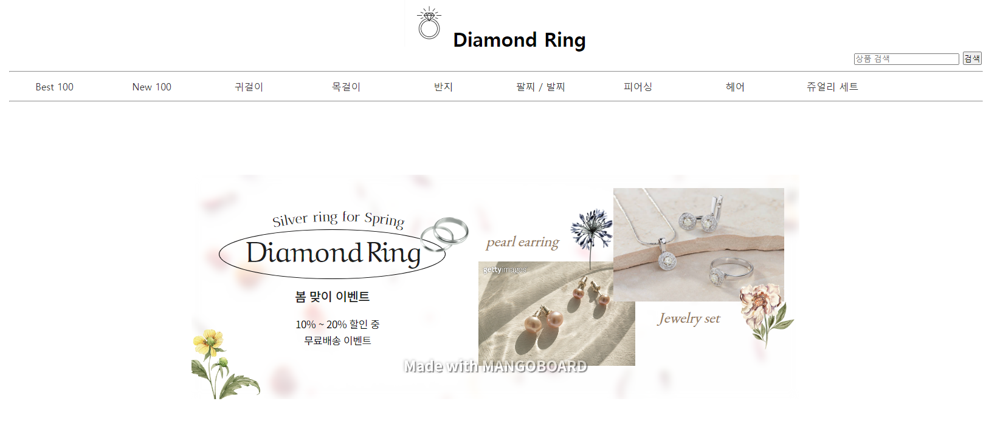 Diamond Ring
상품 검색 검색
Best 100 New 100 귀걸이 목걸이 반지 팔찌 / 발찌 피어싱 헤어 쥬얼리 세트
Silver ring for Spring
Diamond Ring
봄 맞이 이벤트
10% ~ 20% 할인 중
무료배송 이벤트
pearl earring
gettyimages
Jewelry set
Made with MANGOBOARD